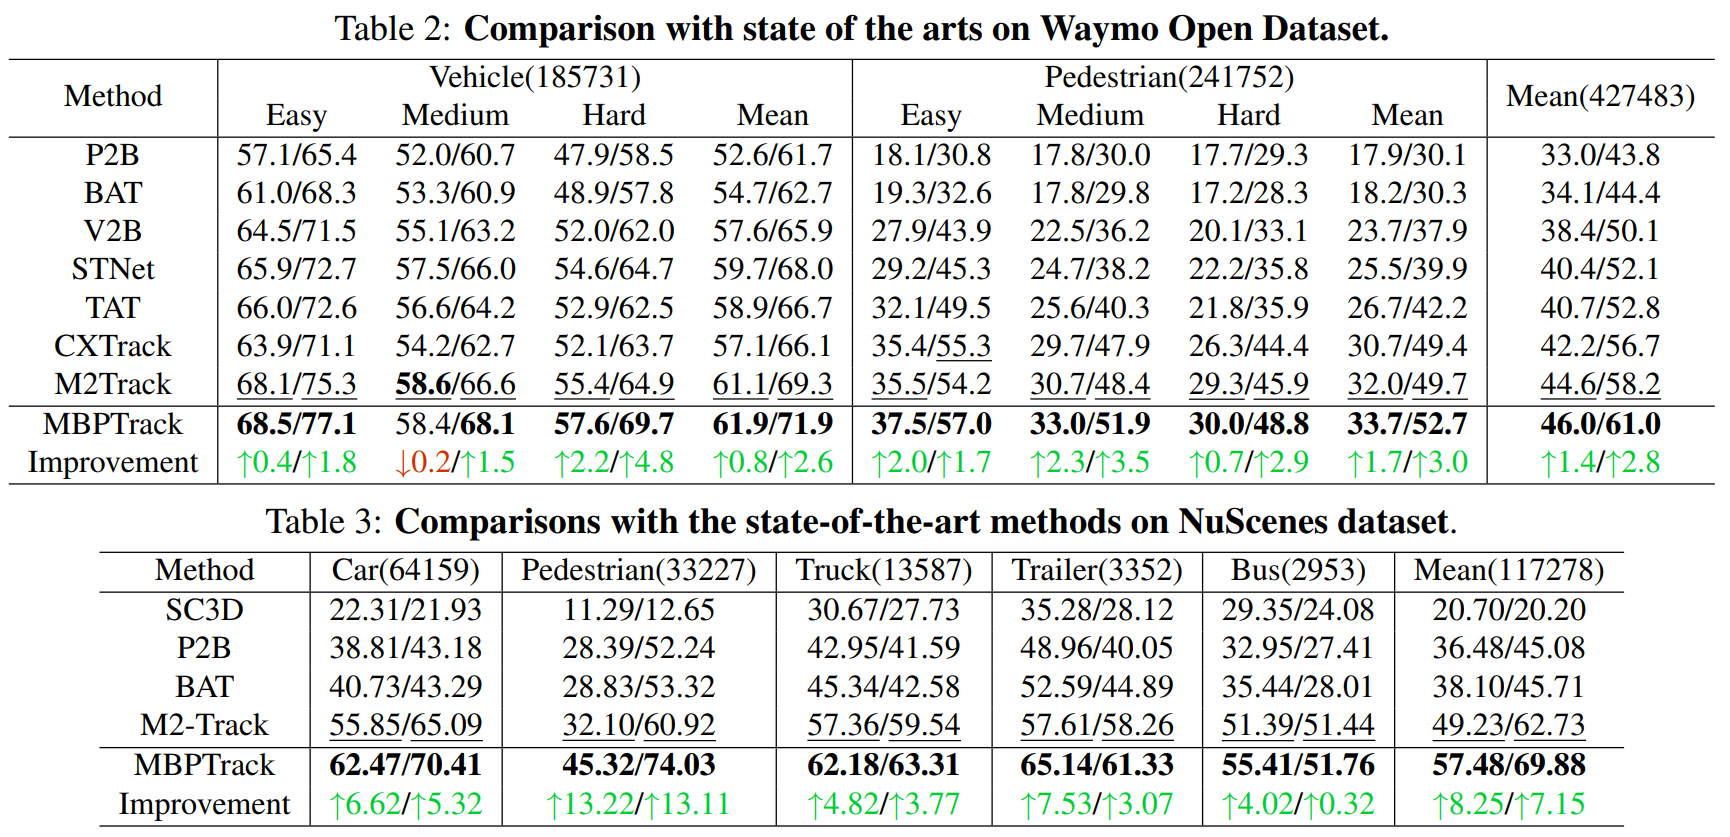 Table 2: Comparison with state of the arts on Waymo Open Dataset.
Method Vehicle(185731) Pedestrian(241752) Mean(427483)
Easy Medium Hard Mean Easy Medium Hard Mean
P2B 57.1/65.4 52.0/60.7 47.9/58.5 52.6/61.7 18.1/30.8 17.8/30.0 17.7/29.3 17.9/30.1 33.0/43.8
BAT 61.0/68.3 53.3/60.9 48.9/57.8 54.7/62.7 19.3/32.6 17.8/29.8 17.2/28.3 18.2/30.3 34.1/44.4
V2B 64.5/71.5 55.1/63.2 52.0/62.0 57.6/65.9 27.9/43.9 22.5/36.2 20.1/33.1 23.7/37.9 38.4/50.1
STNet 65.9/72.7 57.5/66.0 54.6/64.7 59.7/68.0 29.2/45.3 24.7/38.2 22.2/35.8 25.5/39.9 40.4/52.1
TAT 66.0/72.6 56.6/64.2 52.9/62.5 58.9/66.7 32.1/49.5 25.6/40.3 21.8/35.9 26.7/42.2 40.7/52.8
CXTrack 63.9/71.1 54.2/62.7 52.1/63.7 57.1/66.1 35.4/55.3 29.7/47.9 26.3/44.4 30.7/49.4 42.2/56.7
M2Track 68.1/75.3 58.6/66.6 55.4/64.9 61.1/69.3 35.5/54.2 30.7/48.4 29.3/45.9 32.0/49.7 44.6/58.2
MBPTrack 68.5/77.1 58.4/68.1 57.6/69.7 61.9/71.9 37.5/57.0 33.0/51.9 30.0/48.8 33.7/52.7 46.0/61.0
Improvement ↑0.4/↑1.8 ↓0.2/↑1.5 ↑2.2/↑4.8 ↑0.8/↑2.6 ↑2.0/↑1.7 ↑2.3/↑3.5 ↑0.7/↑2.9 ↑1.7/↑3.0 ↑1.4/↑2.8
Table 3: Comparisons with the state-of-the-art methods on NuScenes dataset.
Method Car(64159) Pedestrian(33227) Truck(13587) Trailer(3352) Bus(2953) Mean(117278)
SC3D 22.31/21.93 11.29/12.65 30.67/27.73 35.28/28.12 29.35/24.08 20.70/20.20
P2B 38.81/43.18 28.39/52.24 42.95/41.59 48.96/40.05 32.95/27.41 36.48/45.08
BAT 40.73/43.29 28.83/53.32 45.34/42.58 52.59/44.89 35.44/28.01 38.10/45.71
M2-Track 55.85/65.09 32.10/60.92 57.36/59.54 57.61/58.26 51.39/51.44 49.23/62.73
MBPTrack 62.47/70.41 45.32/74.03 62.18/63.31 65.14/61.33 55.41/51.76 57.48/69.88
Improvement ↑6.62/↑5.32 ↑13.22/↑13.11 ↑4.82/↑3.77 ↑7.53/↑3.07 ↑4.02/↑0.32 ↑8.25/↑7.15